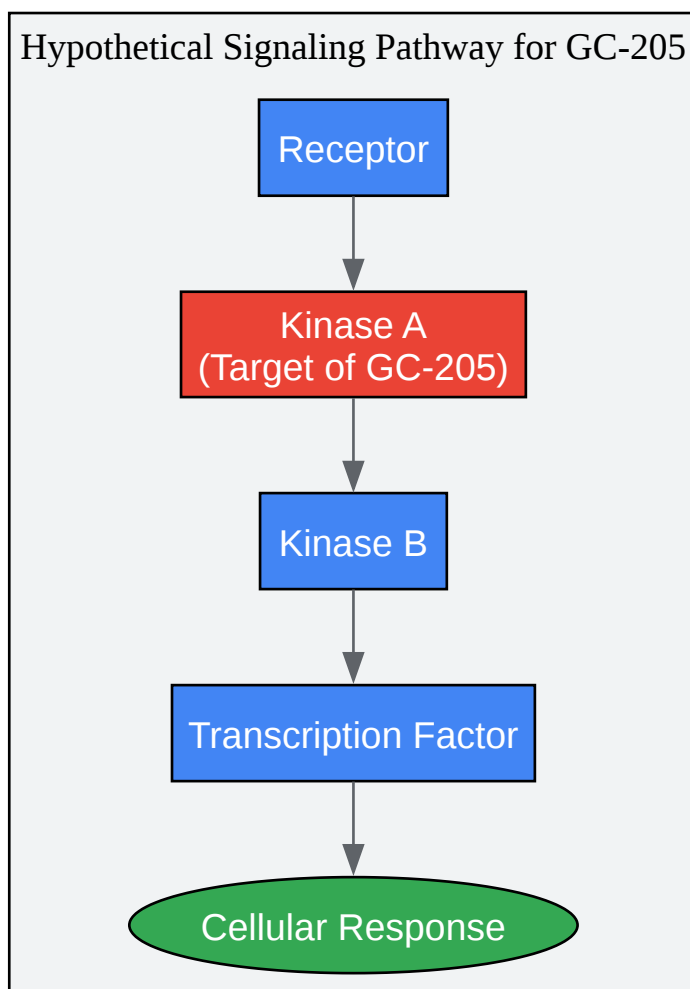 Hypothetical Signaling Pathway for GC-205
Receptor
Kinase A
(Target of GC-205)
Kinase B
Transcription Factor
Cellular Response